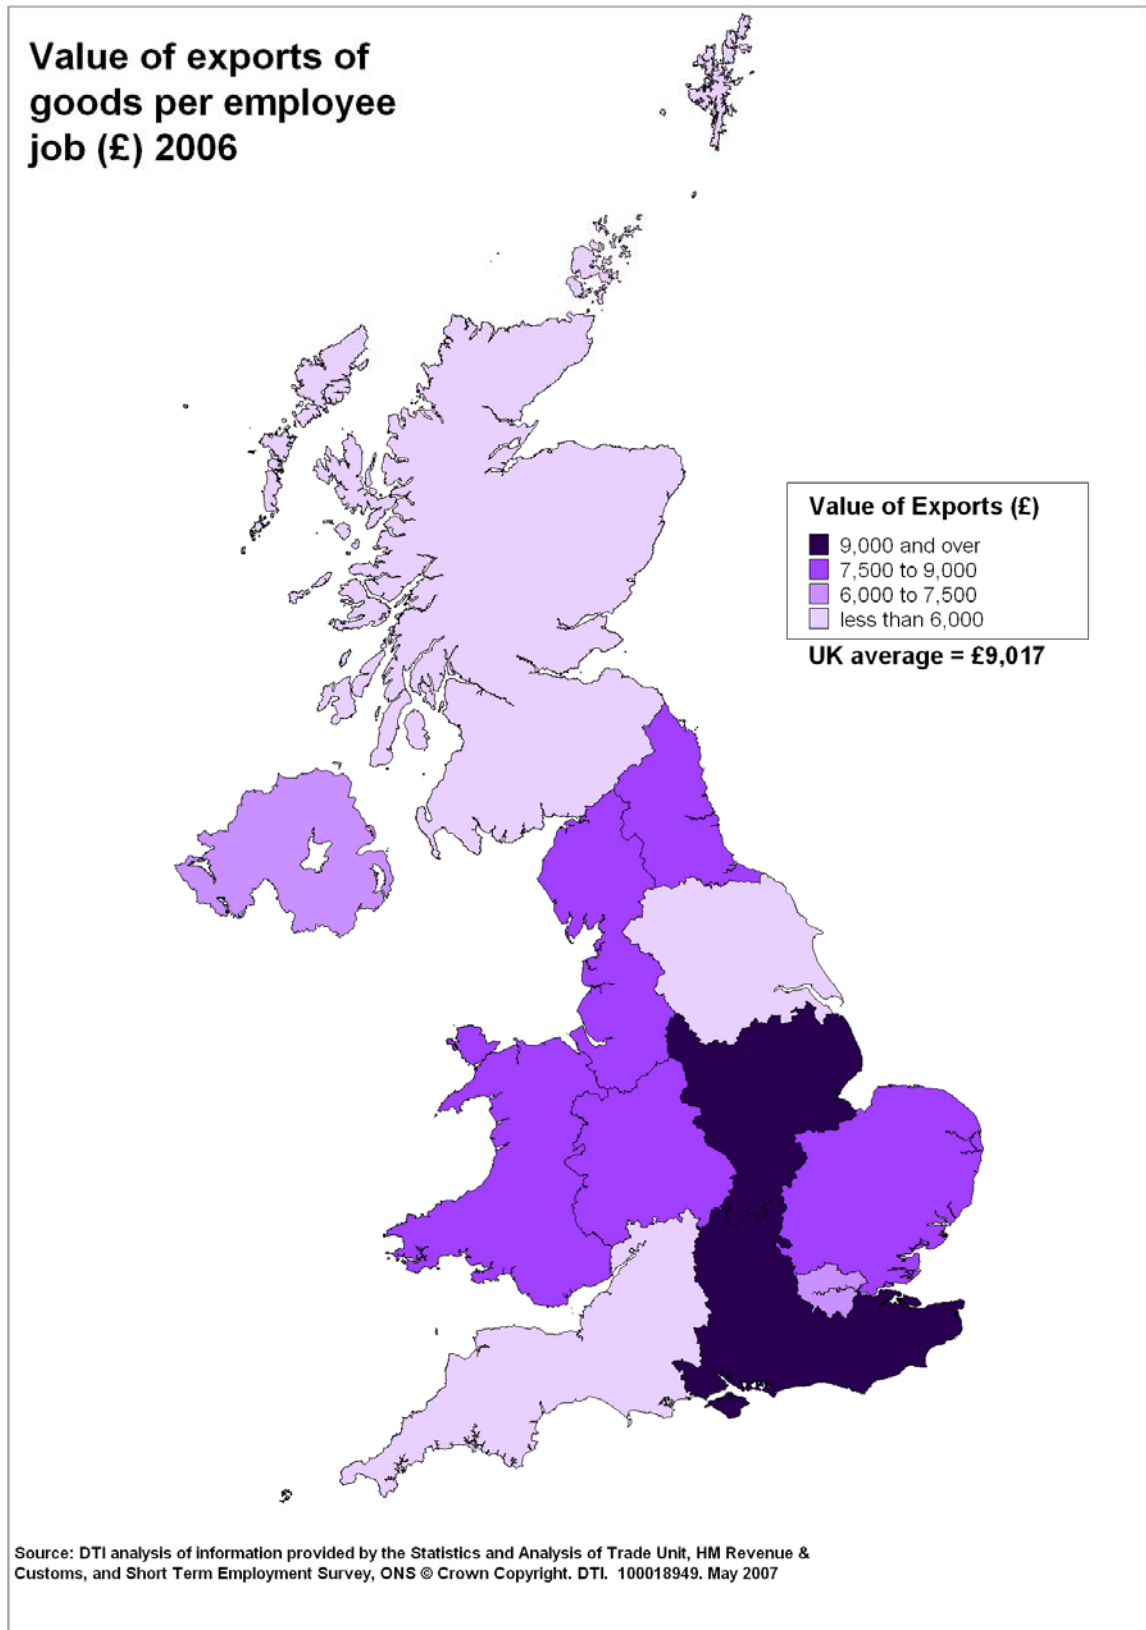 Value of exports of
goods per employee
job (£) 2006
Value of Exports (£)
9,000 and over
7,500 to 9,000
6,000 to 7,500
less than 6,000
UK average = £9,017
Source: DTI analysis of information provided by the Statistics and Analysis of Trade Unit, HM Revenue &
Customs, and Short Term Employment Survey, ONS © Crown Copyright. DTI.  100018949. May 2007